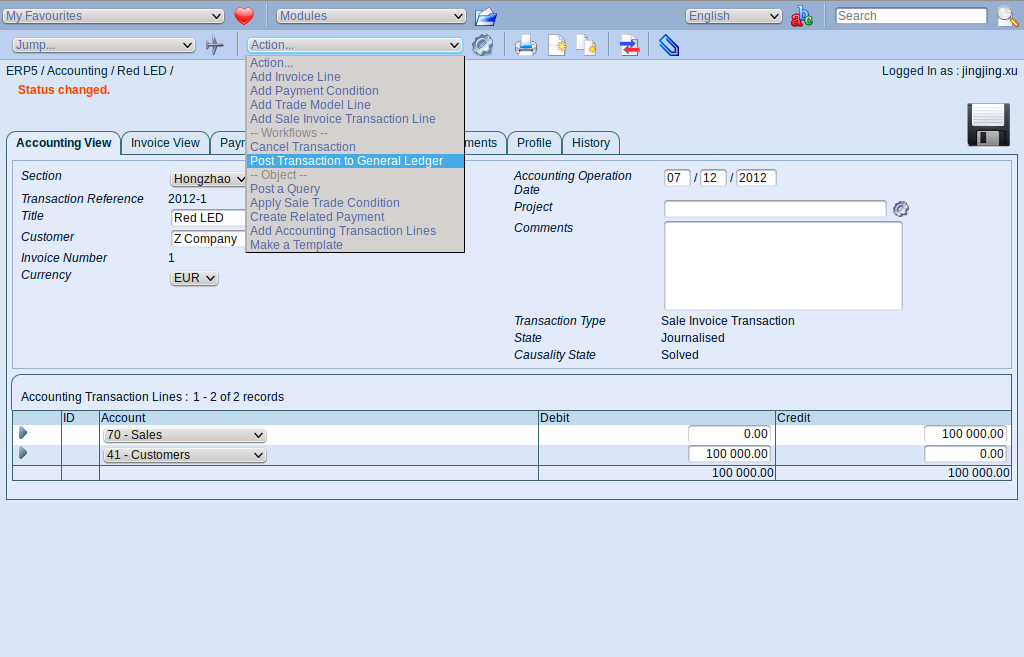 My Favourites Modules English Search
Jump... Action...
ERP5 / Accounting / Red LED / Logged In as : jingjing.xu
Status changed.
Action...
Add Invoice Line
Add Payment Condition
Add Trade Model Line
Add Sale Invoice Transaction Line
-- Workflows --
Cancel Transaction
Post Transaction to General Ledger
-- Object --
Post a Query
Apply Sale Trade Condition
Create Related Payment
Add Accounting Transaction Lines
Make a Template
Accounting View Invoice View Profile History
Section Hongzhao
Transaction Reference 2012-1
Title Red LED
Customer Z Company
Invoice Number 1
Currency EUR
Accounting Operation Date 07 / 12 / 2012
Project
Comments
Transaction Type Sale Invoice Transaction
State Journalised
Causality State Solved
Accounting Transaction Lines : 1 - 2 of 2 records
ID Account Debit Credit
70 - Sales 0.00 100 000.00
41 - Customers 100 000.00 0.00
100 000.00 100 000.00